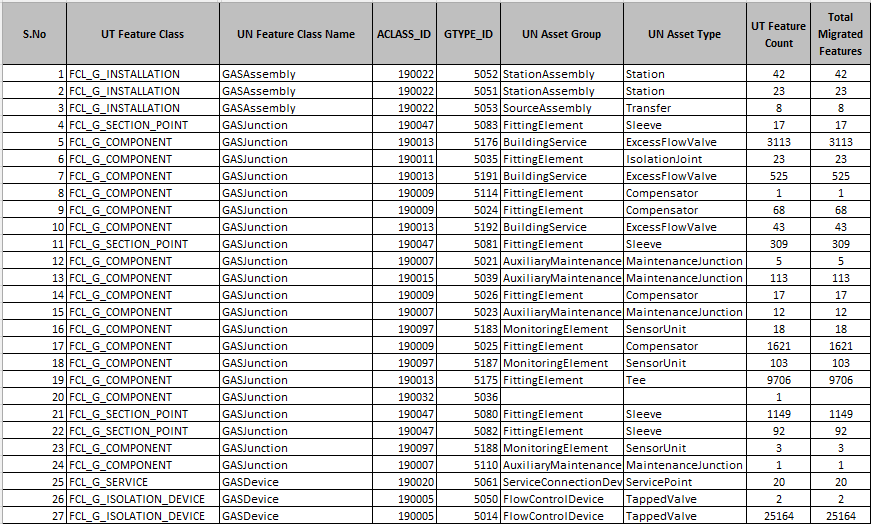 S.No UT Feature Class UN Feature Class Name ACLASS_ID GTYPE_ID UN Asset Group UN Asset Type UT Feature Count Total Migrated Features
1 FCL_G_INSTALLATION GASAssembly 190022 5052 StationAssembly Station 42 42
2 FCL_G_INSTALLATION GASAssembly 190022 5051 StationAssembly Station 23 23
3 FCL_G_INSTALLATION GASAssembly 190022 5053 SourceAssembly Transfer 8 8
4 FCL_G_SECTION_POINT GASJunction 190047 5083 FittingElement Sleeve 17 17
5 FCL_G_COMPONENT GASJunction 190013 5176 BuildingService ExcessFlowValve 3113 3113
6 FCL_G_COMPONENT GASJunction 190011 5035 FittingElement IsolationJoint 23 23
7 FCL_G_COMPONENT GASJunction 190013 5191 BuildingService ExcessFlowValve 525 525
8 FCL_G_COMPONENT GASJunction 190009 5114 FittingElement Compensator 1 1
9 FCL_G_COMPONENT GASJunction 190009 5024 FittingElement Compensator 68 68
10 FCL_G_COMPONENT GASJunction 190013 5192 BuildingService ExcessFlowValve 43 43
11 FCL_G_SECTION_POINT GASJunction 190047 5081 FittingElement Sleeve 309 309
12 FCL_G_COMPONENT GASJunction 190007 5021 AuxiliaryMaintenance MaintenanceJunction 5 5
13 FCL_G_COMPONENT GASJunction 190015 5039 AuxiliaryMaintenance MaintenanceJunction 113 113
14 FCL_G_COMPONENT GASJunction 190009 5026 FittingElement Compensator 17 17
15 FCL_G_COMPONENT GASJunction 190007 5023 AuxiliaryMaintenance MaintenanceJunction 12 12
16 FCL_G_COMPONENT GASJunction 190097 5183 MonitoringElement SensorUnit 18 18
17 FCL_G_COMPONENT GASJunction 190009 5025 FittingElement Compensator 1621 1621
18 FCL_G_COMPONENT GASJunction 190097 5187 MonitoringElement SensorUnit 103 103
19 FCL_G_COMPONENT GASJunction 190013 5175 FittingElement Tee 9706 9706
20 FCL_G_COMPONENT GASJunction 190032 5036 1
21 FCL_G_SECTION_POINT GASJunction 190047 5080 FittingElement Sleeve 1149 1149
22 FCL_G_SECTION_POINT GASJunction 190047 5082 FittingElement Sleeve 92 92
23 FCL_G_COMPONENT GASJunction 190097 5188 MonitoringElement SensorUnit 3 3
24 FCL_G_COMPONENT GASJunction 190007 5110 AuxiliaryMaintenance MaintenanceJunction 1 1
25 FCL_G_SERVICE GASDevice 190020 5061 ServiceConnectionDev ServicePoint 20 20
26 FCL_G_ISOLATION_DEVICE GASDevice 190005 5050 FlowControlDevice TappedValve 2 2
27 FCL_G_ISOLATION_DEVICE GASDevice 190005 5014 FlowControlDevice TappedValve 25164 25164